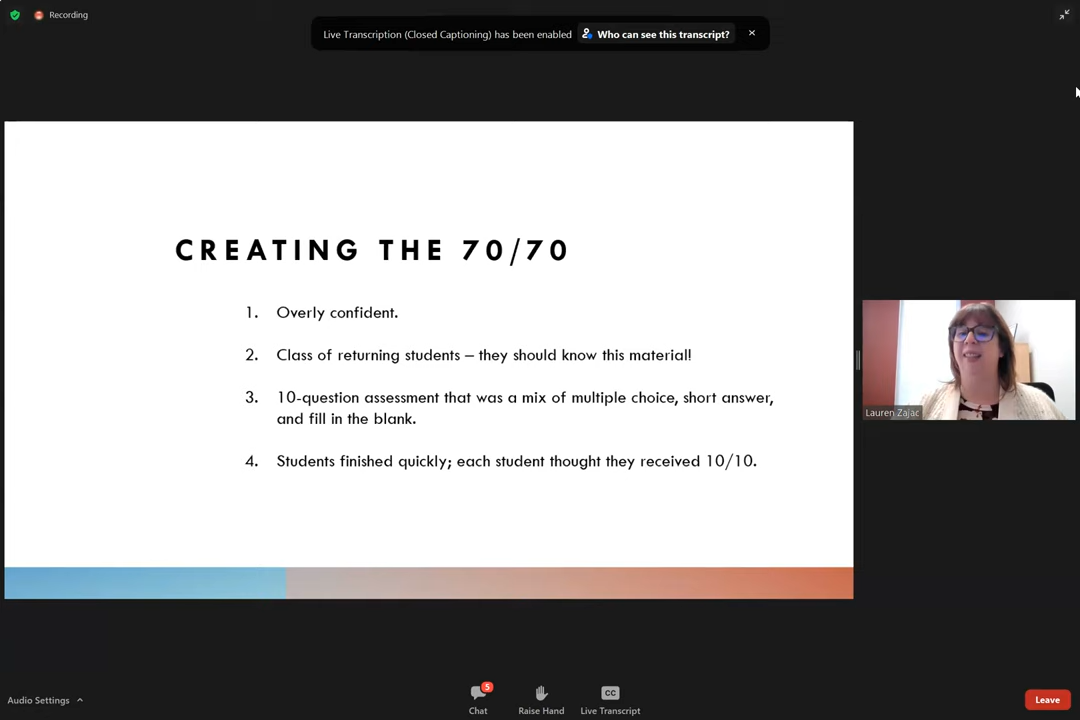 Recording
Live Transcription (Closed Captioning) has been enabled Who can see this transcript?
CREATING THE 70/70
1. Overly confident.
2. Class of returning students – they should know this material!
3. 10-question assessment that was a mix of multiple choice, short answer,
and fill in the blank.
4. Students finished quickly; each student thought they received 10/10.
Lauren Zajac
Audio Settings
5
Chat
Raise Hand
CC
Live Transcript
Leave